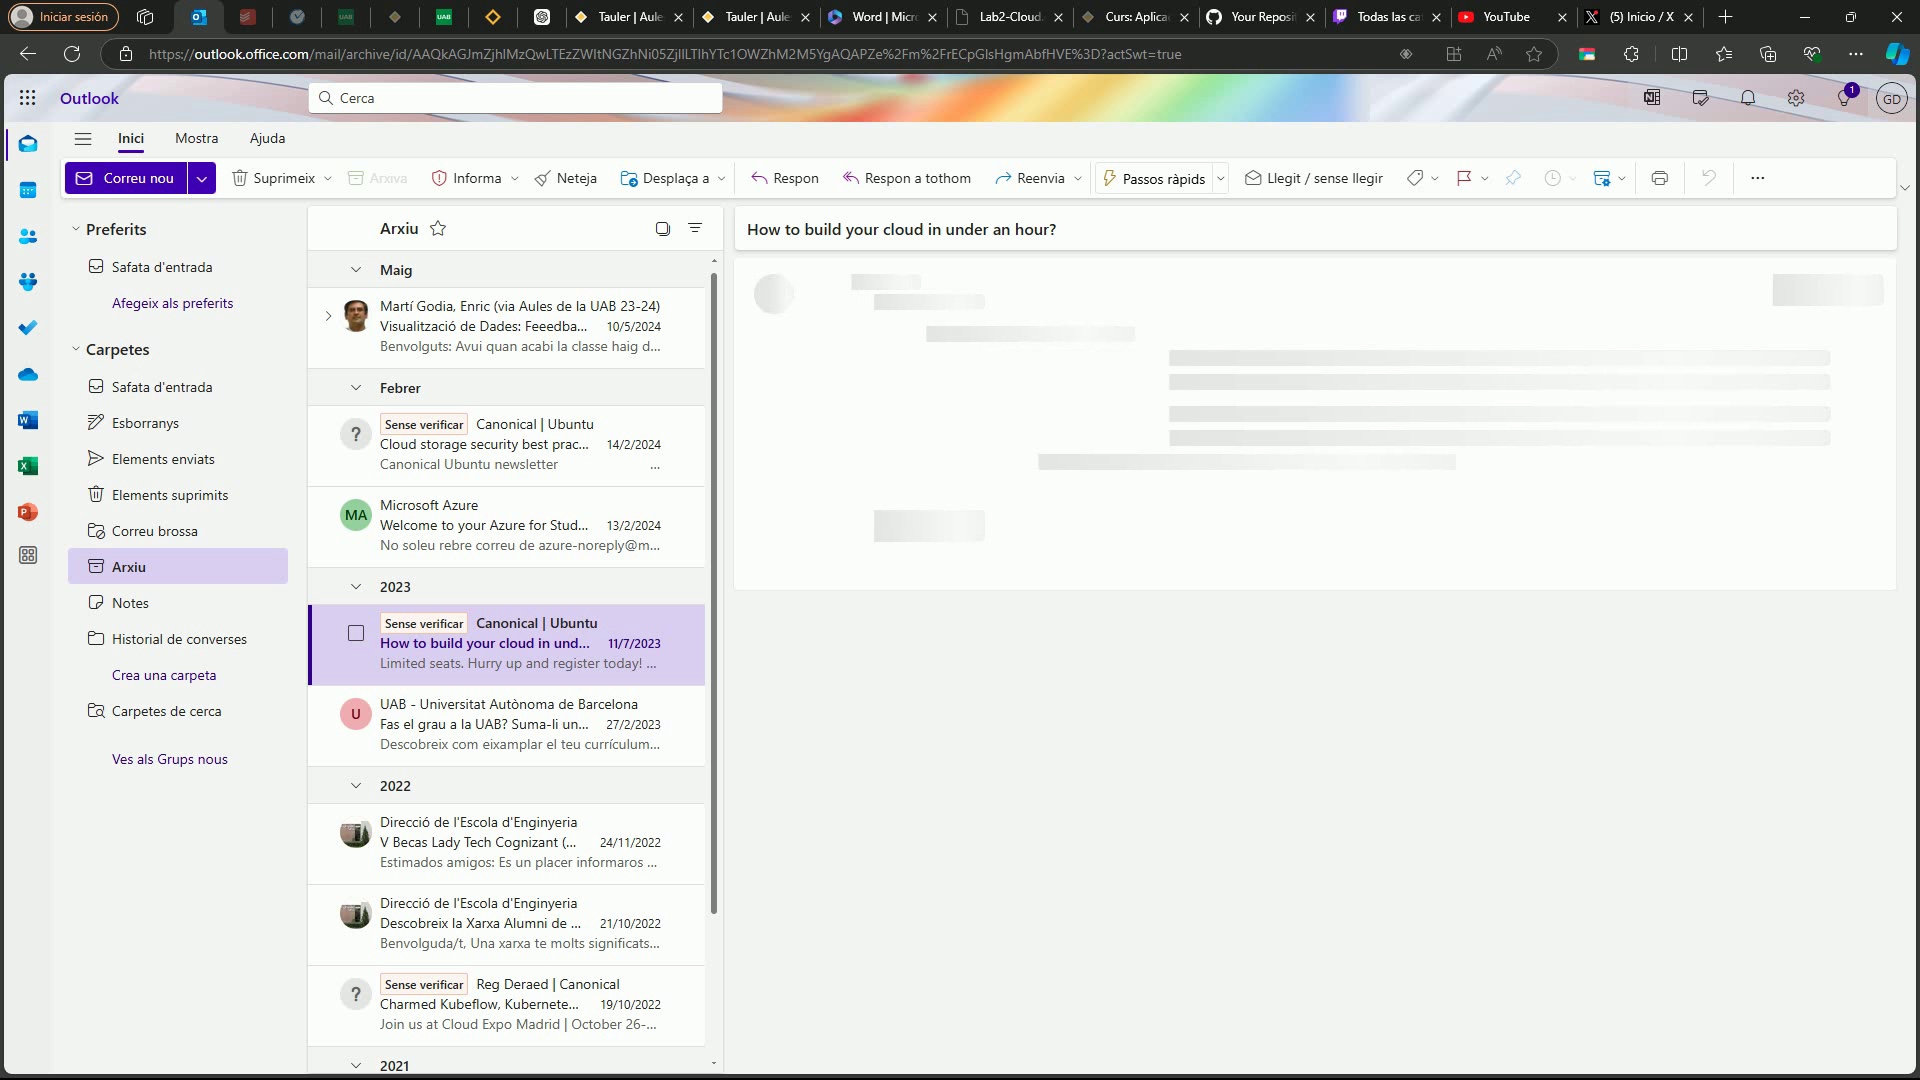 Iniciar sesión
UAB
Tauler | Aule
Tauler | Aule
Word | Micr
Lab2-Cloud.
Curs: Aplica
Your Reposit
Todas las ca
YouTube
(5) Inicio / X
https://outlook.office.com/mail/archive/id/AAQkAGJmZjhlMzQwLTEzZWItNGZhNi05ZjIlLTlhYTc1OWZhM2M5YgAQAPZe%2Fm%2FrECpGlsHgmAbfHVE%3D?actSwt=true
Outlook
Cerca
1
GD
Inici
Mostra
Ajuda
Correu nou
Suprimeix
Arxiva
Informa
Neteja
Desplaça a
Respon
Respon a tothom
Reenvia
Passos ràpids
Llegit / sense llegir
Preferits
Safata d'entrada
Afegeix als preferits
Carpetes
Safata d'entrada
Esborranys
Elements enviats
Elements suprimits
Correu brossa
Arxiu
Notes
Historial de converses
Crea una carpeta
Carpetes de cerca
Ves als Grups nous
Arxiu
Maig
Martí Godia, Enric (via Aules de la UAB 23-24)
Visualització de Dades: Feeedba... 10/5/2024
Benvolguts: Avui quan acabi la classe haig d...
Febrer
? Sense verificar Canonical | Ubuntu
Cloud storage security best prac... 14/2/2024
Canonical Ubuntu newsletter ...
MA Microsoft Azure
Welcome to your Azure for Stud... 13/2/2024
No soleu rebre correu de azure-noreply@m...
2023
Sense verificar Canonical | Ubuntu
How to build your cloud in und... 11/7/2023
Limited seats. Hurry up and register today! ...
U UAB - Universitat Autònoma de Barcelona
Fas el grau a la UAB? Suma-li un... 27/2/2023
Descobreix com eixamplar el teu currículum...
2022
Direcció de l'Escola d'Enginyeria
V Becas Lady Tech Cognizant (... 24/11/2022
Estimados amigos: Es un placer informaros ...
Direcció de l'Escola d'Enginyeria
Descobreix la Xarxa Alumni de ... 21/10/2022
Benvolguda/t, Una xarxa te molts significats...
? Sense verificar Reg Deraed | Canonical
Charmed Kubeflow, Kubernete... 19/10/2022
Join us at Cloud Expo Madrid | October 26-...
2021
How to build your cloud in under an hour?